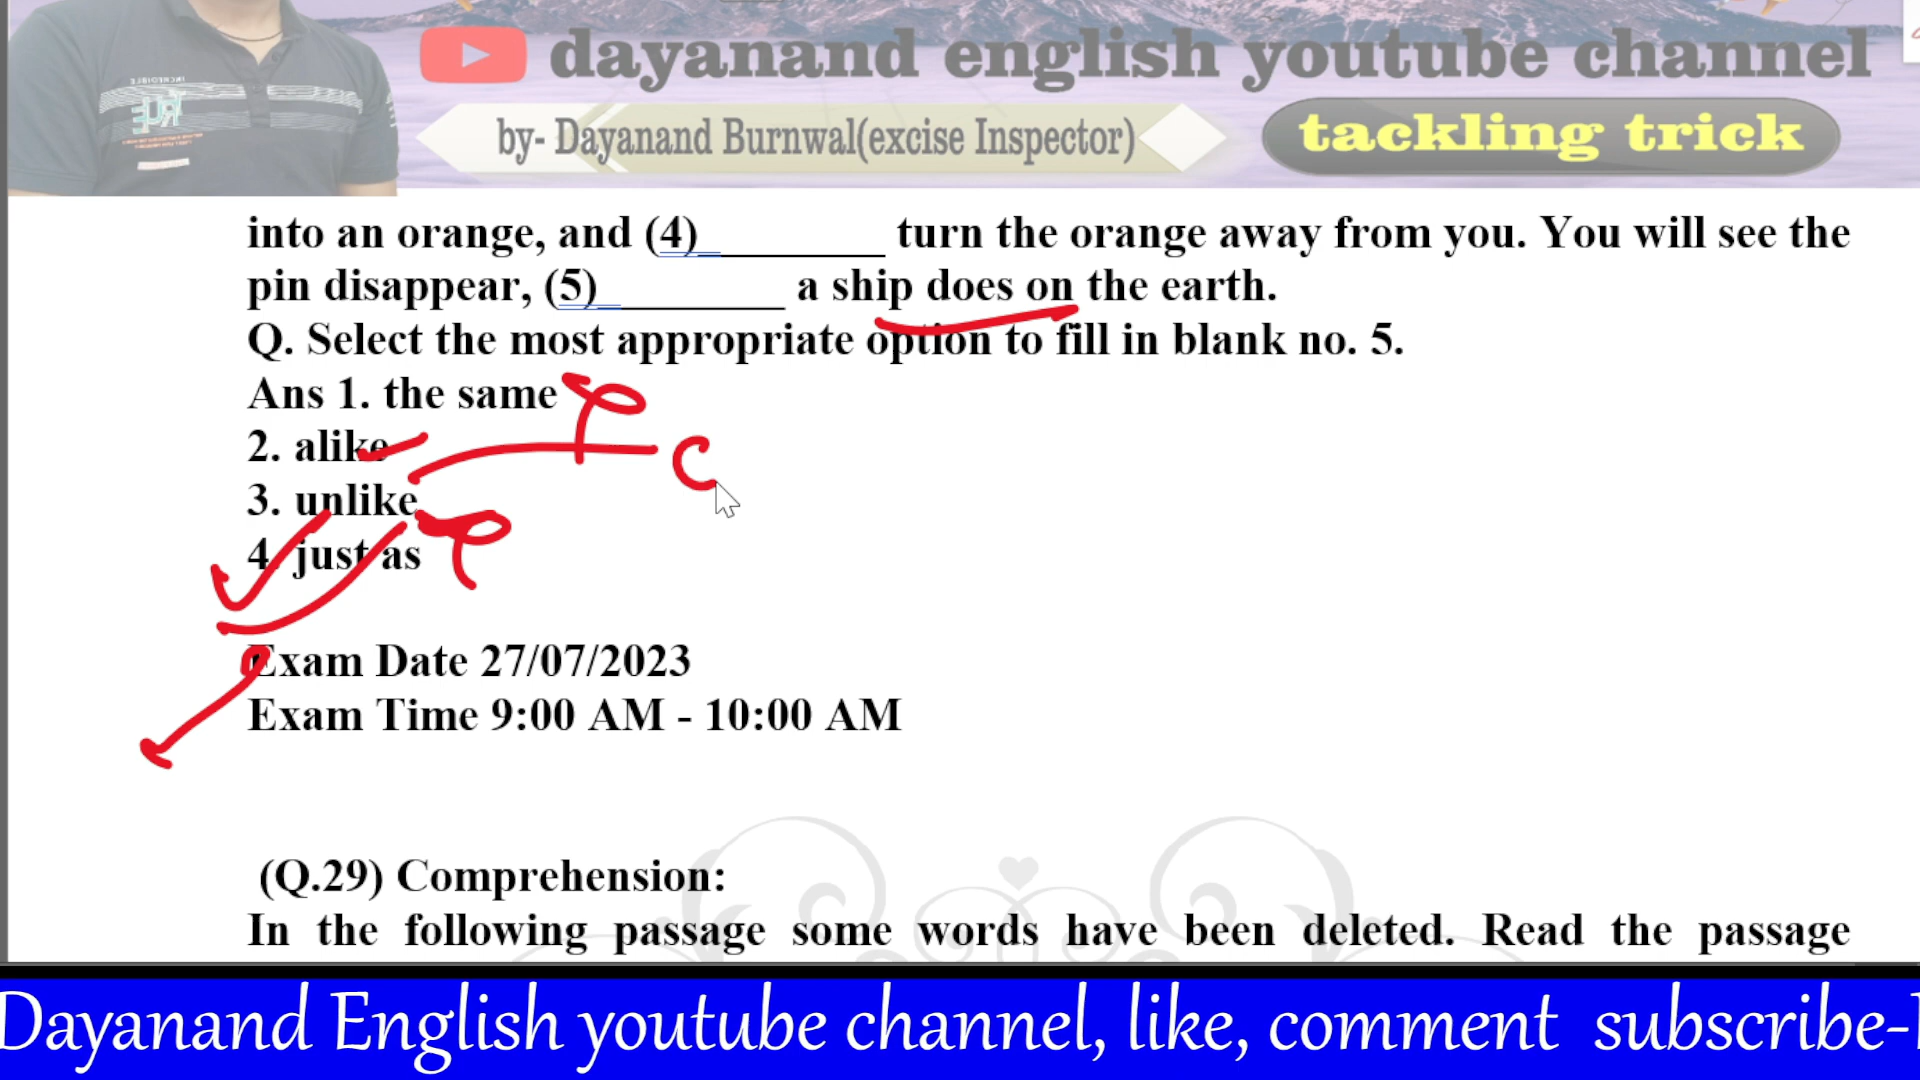 dayanand english youtube channel
by- Dayanand Burnwal(excise Inspector)
tackling trick
into an orange, and (4)________ turn the orange away from you. You will see the
pin disappear, (5)________ a ship does on the earth.
Q. Select the most appropriate option to fill in blank no. 5.
Ans 1. the same
2. alike
3. unlike
4. just as
Exam Date 27/07/2023
Exam Time 9:00 AM - 10:00 AM
(Q.29) Comprehension:
In the following passage some words have been deleted. Read the passage
Dayanand English youtube channel, like, comment subscribe-